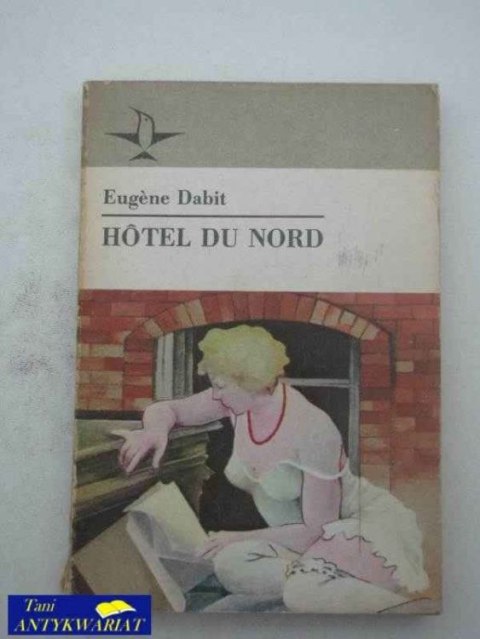 Eugène Dabit
HÔTEL DU NORD
Tani
ANTYKWARIAT